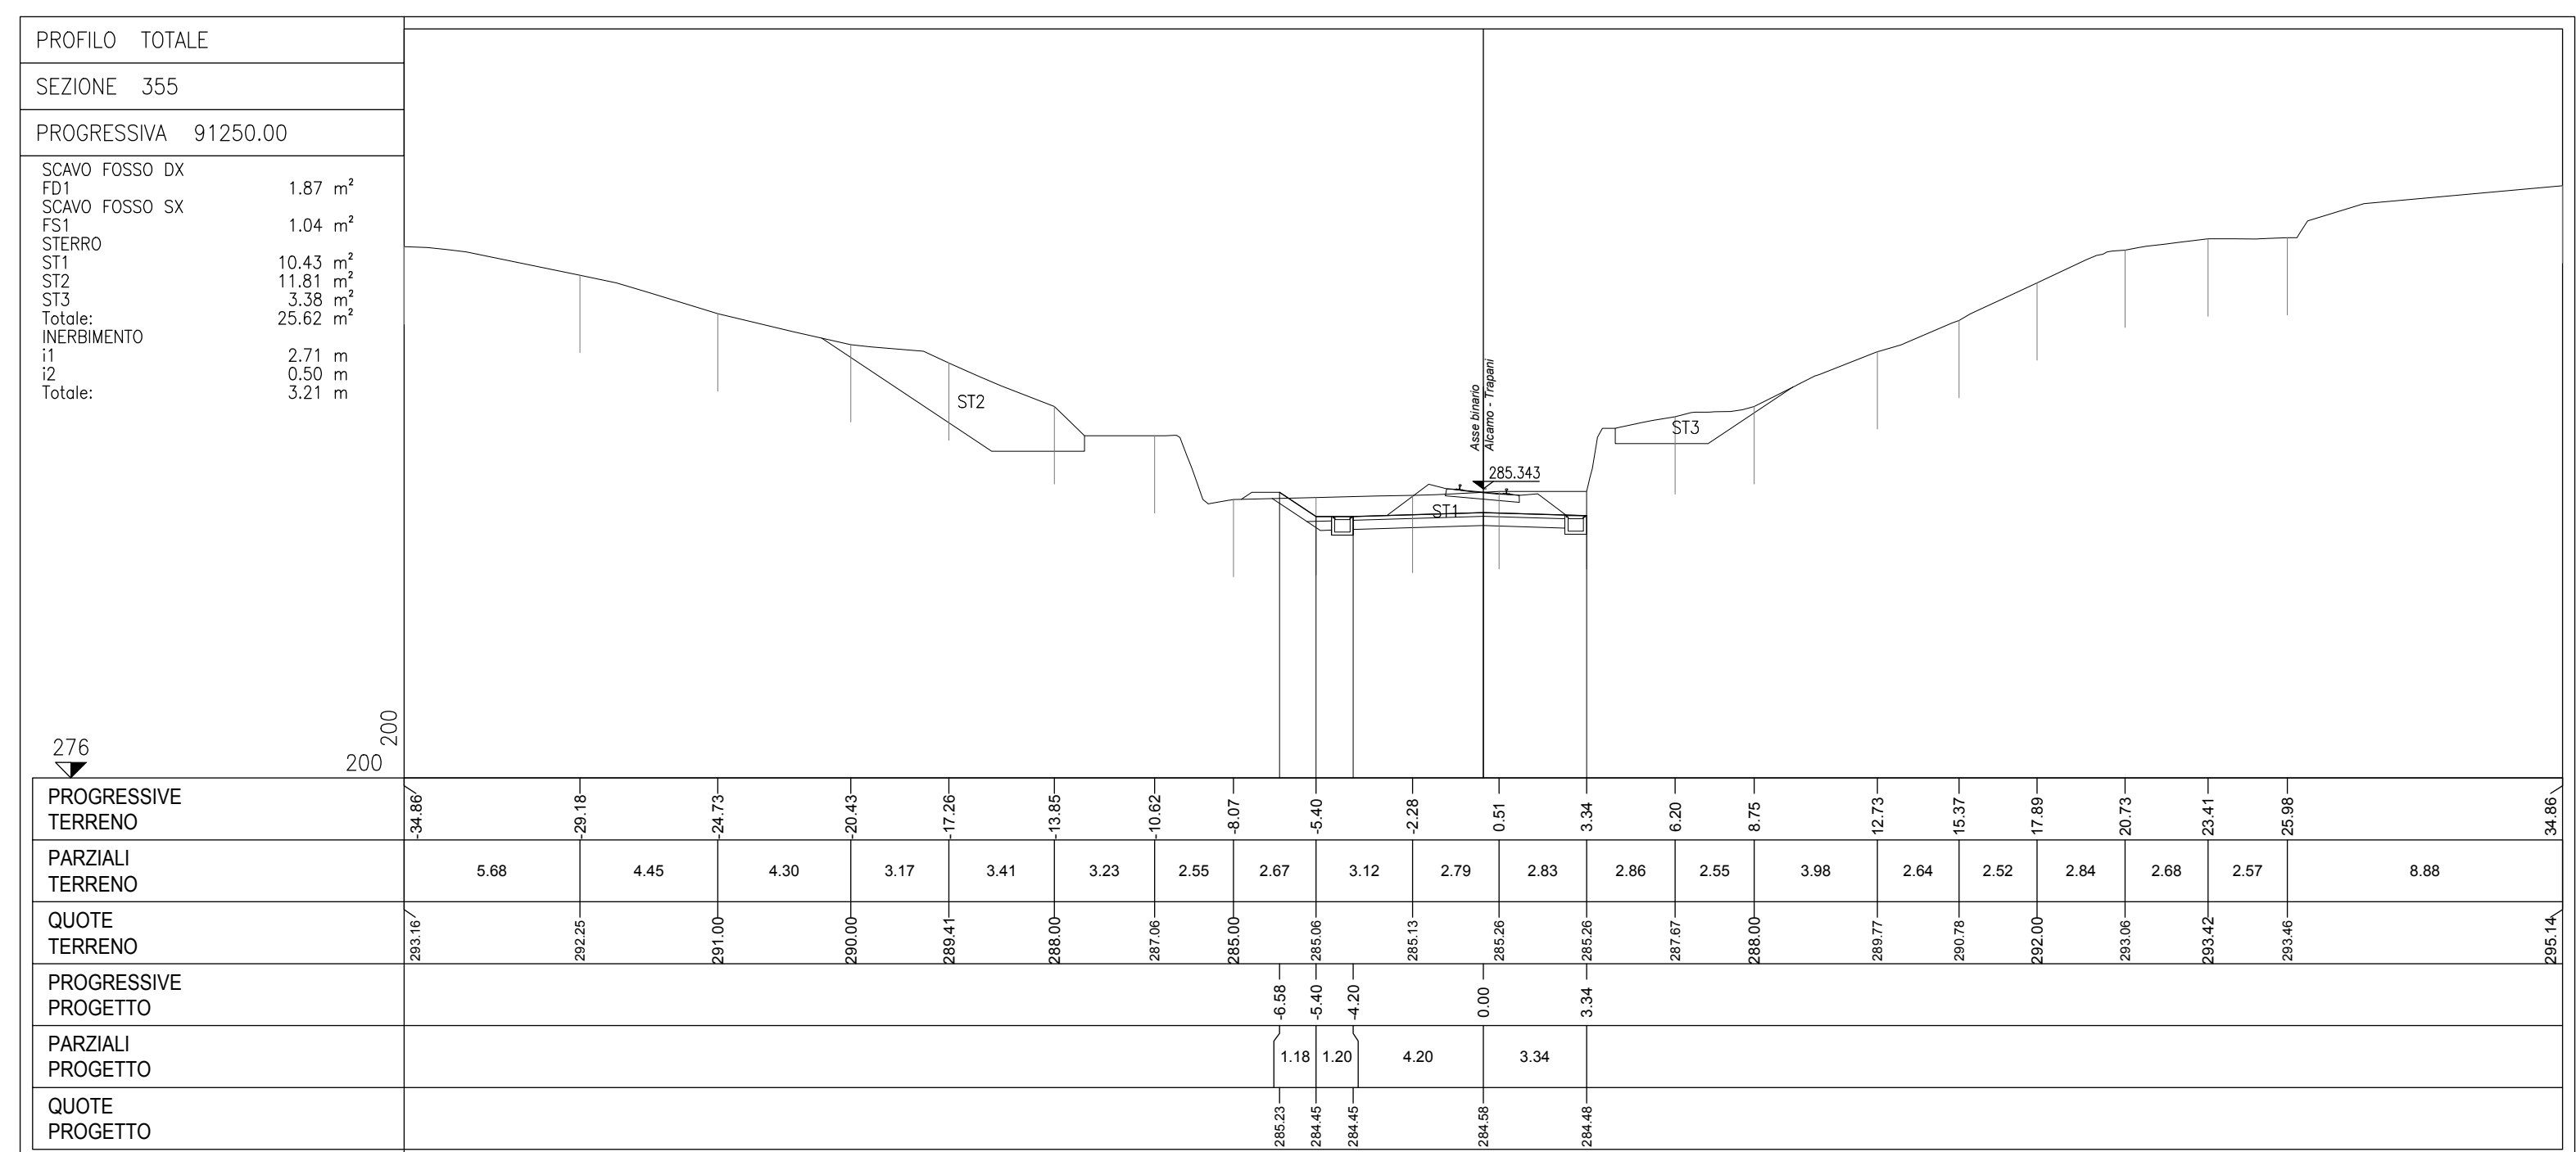 PROFILO TOTALE
SEZIONE 355
PROGRESSIVA 91250.00
SCAVO FOSSO DX
FD1 1.87 m²
SCAVO FOSSO SX
FS1 1.04 m²
STERRO
ST1 10.43 m²
ST2 11.81 m²
ST3 3.38 m²
Totale: 25.62 m²
INERBIMENTO
i1 2.71 m
i2 0.50 m
Totale: 3.21 m
ST2
Asse binario
Alcamo - Trapani
285.343
ST1
ST3
276
200
200
PROGRESSIVE
TERRENO
-34.86 -29.18 -24.73 -20.43 -17.26 -13.85 -10.62 -8.07 -5.40 -2.28 0.51 3.34 6.20 8.75 12.73 15.37 17.89 20.73 23.41 25.98 34.86
PARZIALI
TERRENO
5.68 4.45 4.30 3.17 3.41 3.23 2.55 2.67 3.12 2.79 2.83 2.86 2.55 3.98 2.64 2.52 2.84 2.68 2.57 8.88
QUOTE
TERRENO
293.16 292.25 291.00 290.00 289.41 288.00 287.06 285.00 285.06 285.13 285.26 285.26 287.67 288.00 289.77 290.78 292.00 293.06 293.42 293.46 295.14
PROGRESSIVE
PROGETTO
-6.58 -5.40 -4.20 0.00 3.34
PARZIALI
PROGETTO
1.18 1.20 4.20 3.34
QUOTE
PROGETTO
285.23 284.45 284.45 284.58 284.48